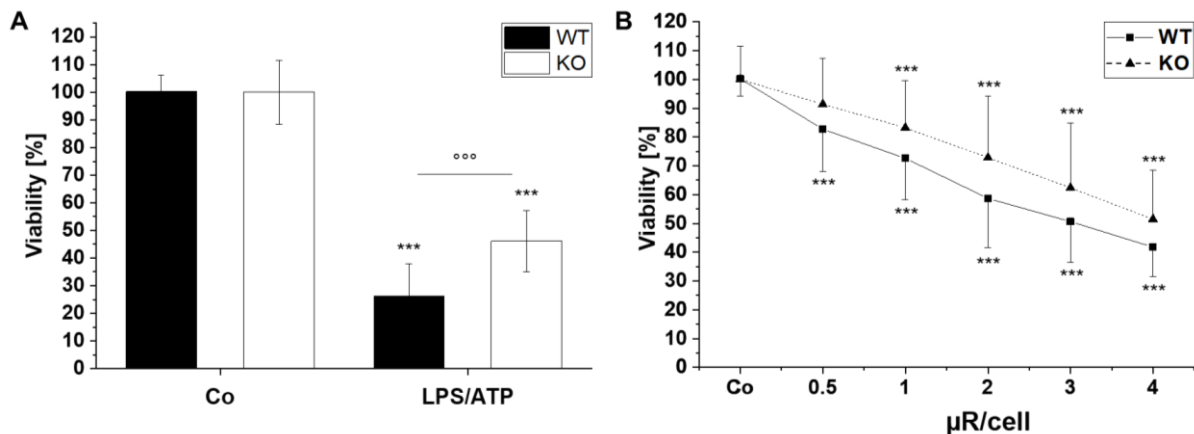 A
WT
KO
Viability [%]
120
110
100
90
80
70
60
50
40
30
20
10
0
°°°
***
***
Co
LPS/ATP
B
WT
KO
Viability [%]
120
110
100
90
80
70
60
50
40
30
20
10
0
*** *** *** ***
*** *** *** *** ***
Co 0.5 1 2 3 4
µR/cell